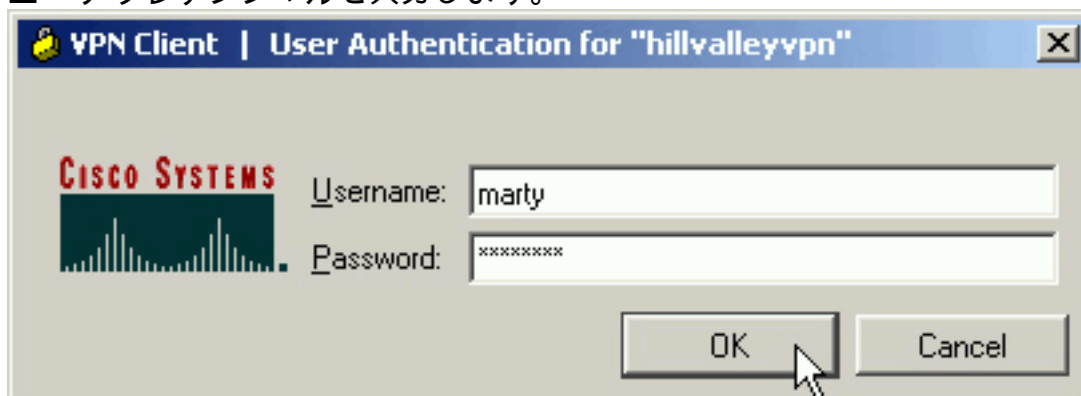 VPN Client | User Authentication for "hillvalleyvpn"
CISCO SYSTEMS
Username: marty
Password: ********
OK Cancel